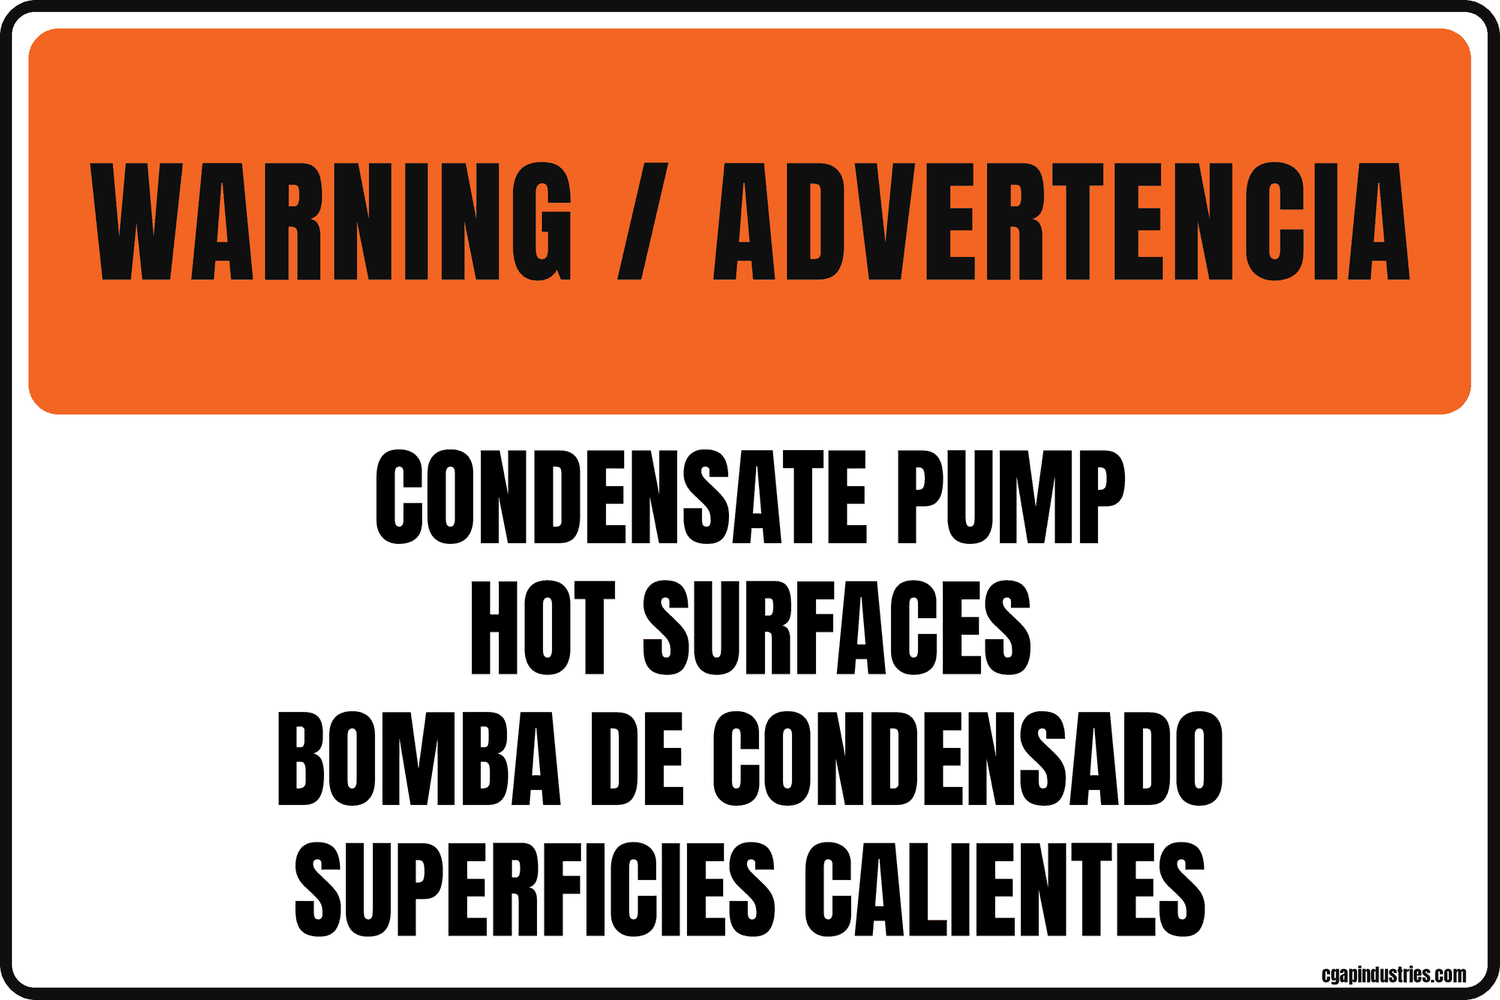 WARNING / ADVERTENCIA
CONDENSATE PUMP
HOT SURFACES
BOMBA DE CONDENSADO
SUPERFICIES CALIENTES
cgapindustries.com